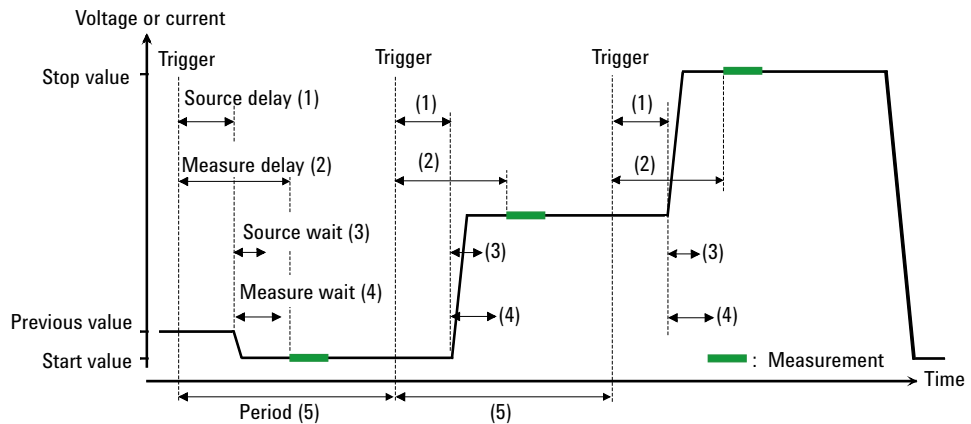 Voltage or current
Trigger
Trigger
Trigger
Stop value
Source delay (1)
(1)
(1)
Measure delay (2)
(2)
(2)
Source wait (3)
(3)
(3)
Measure wait (4)
(4)
(4)
Previous value
Start value
: Measurement
Time
Period (5)
(5)